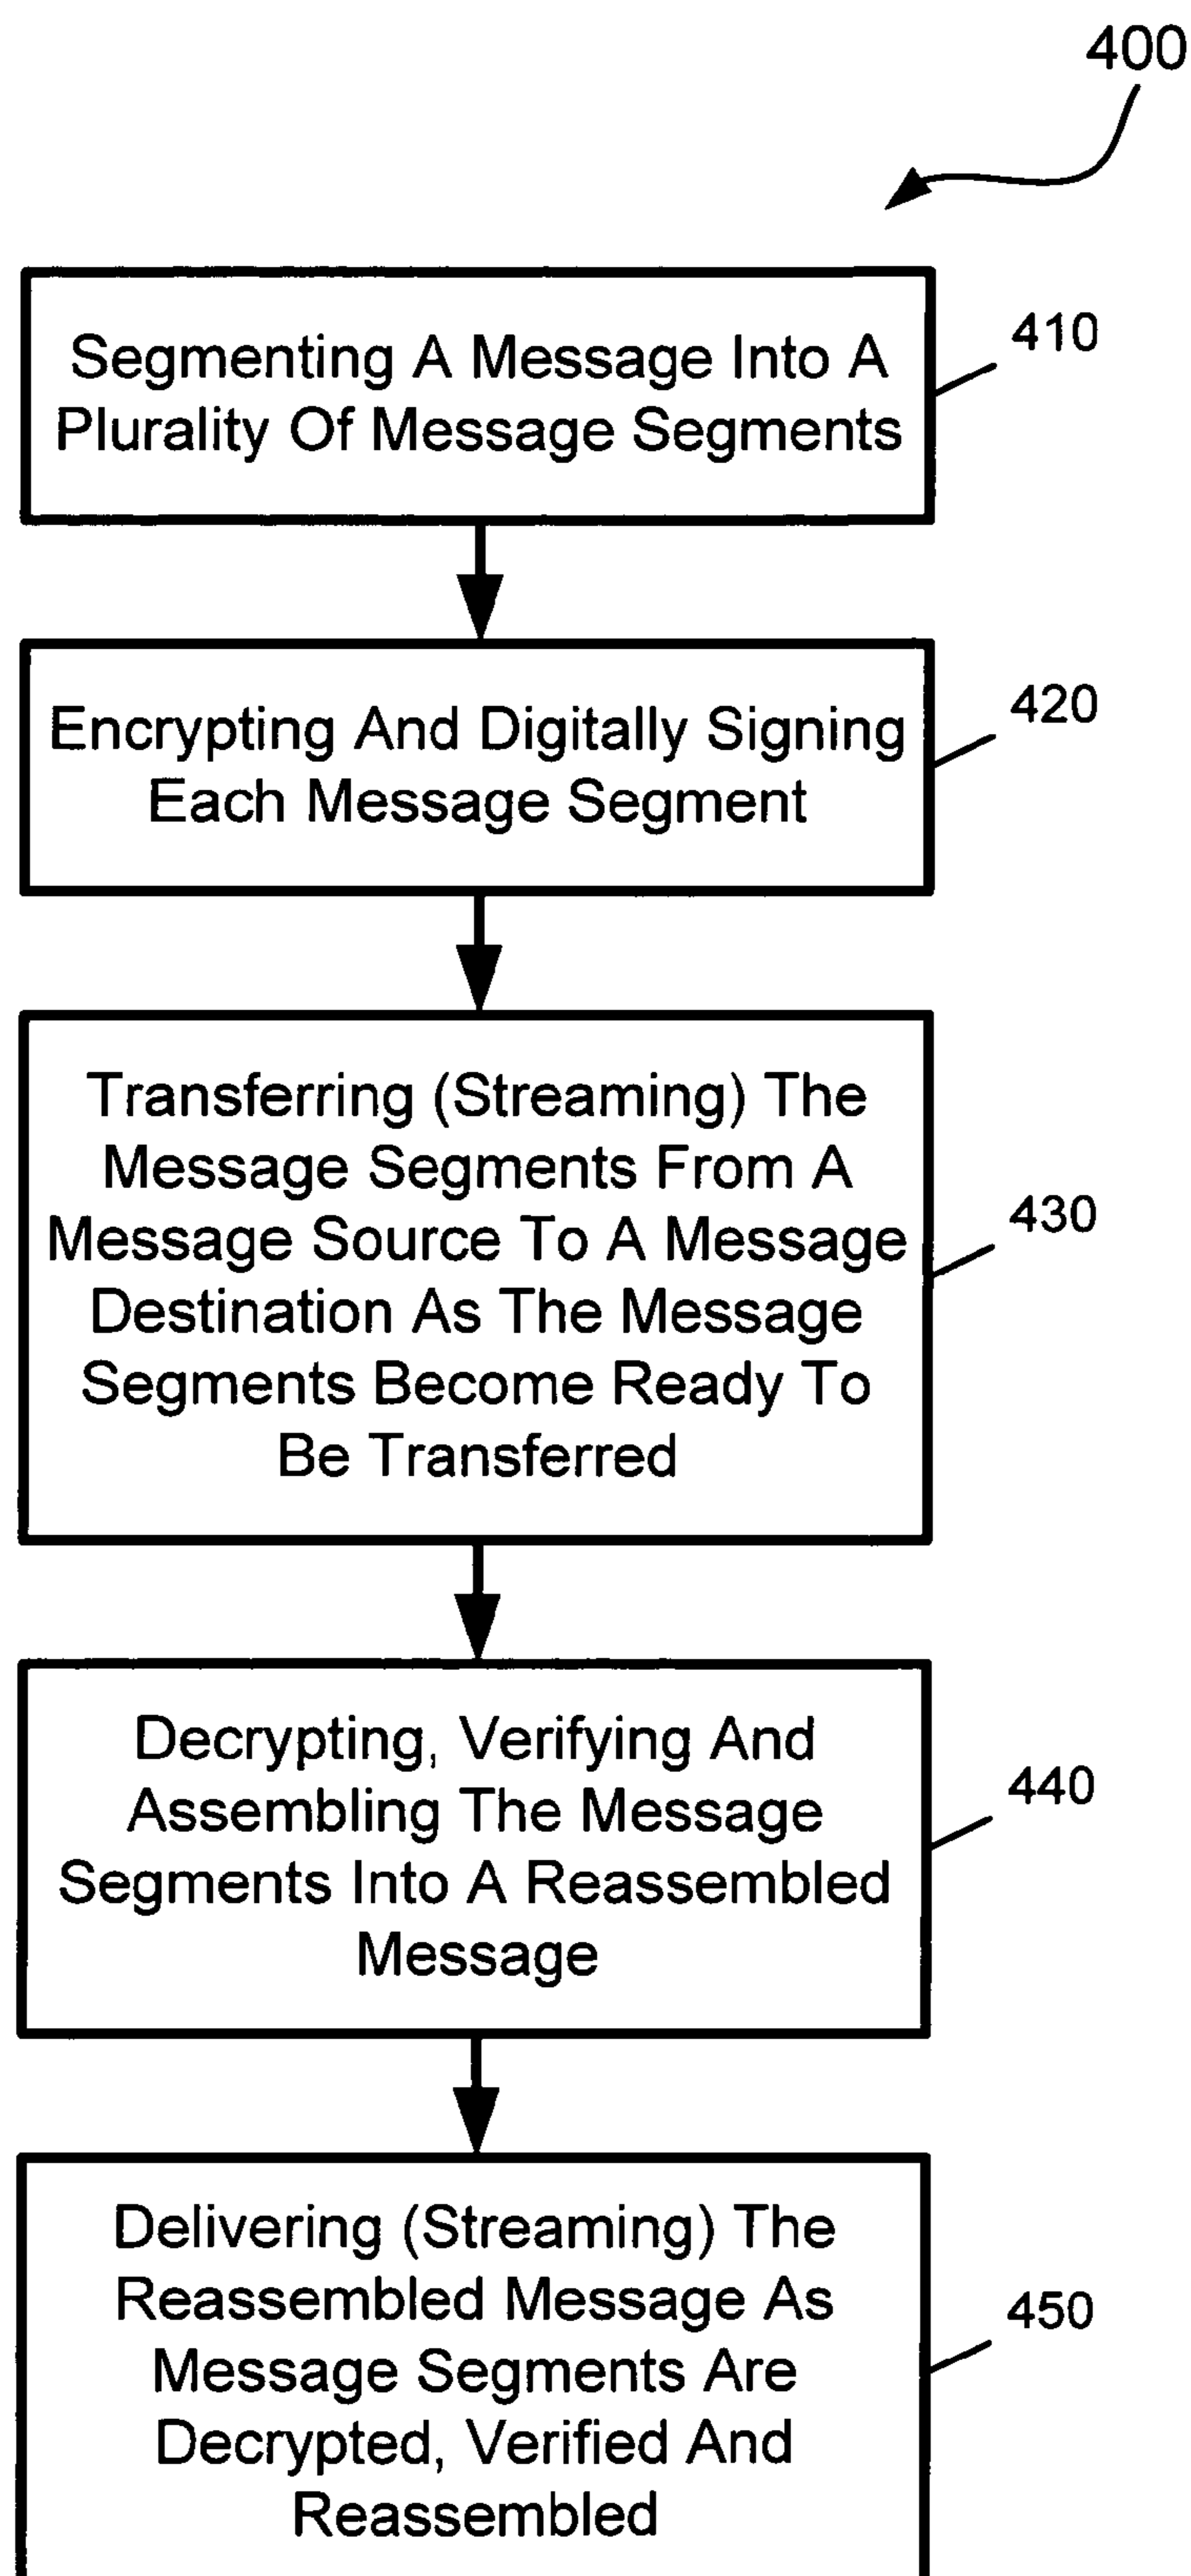 400
Segmenting A Message Into A
Plurality Of Message Segments
410
Encrypting And Digitally Signing
Each Message Segment
420
Transferring (Streaming) The
Message Segments From A
Message Source To A Message
Destination As The Message
Segments Become Ready To
Be Transferred
430
Decrypting, Verifying And
Assembling The Message
Segments Into A Reassembled
Message
440
Delivering (Streaming) The
Reassembled Message As
Message Segments Are
Decrypted, Verified And
Reassembled
450